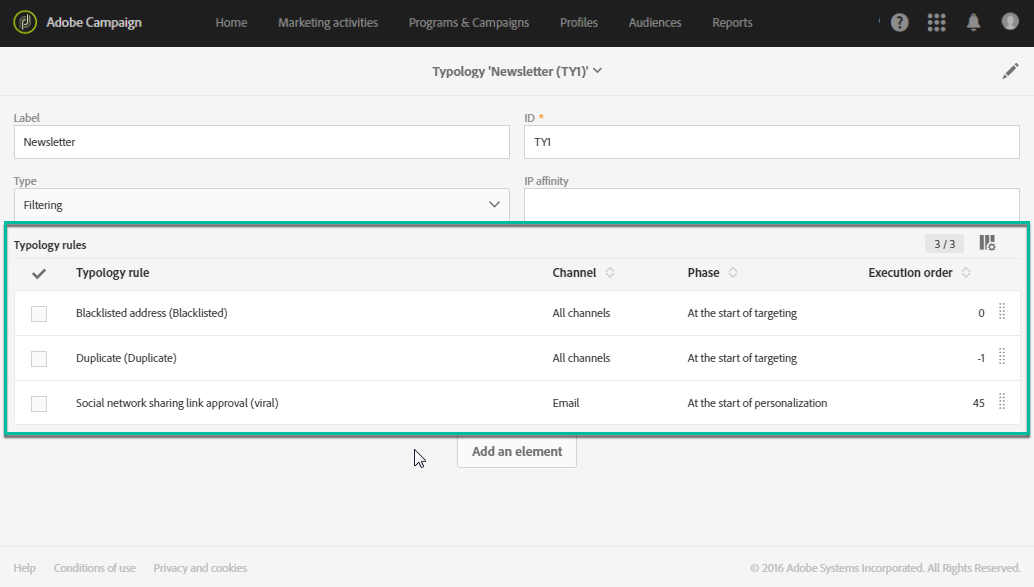 Adobe Campaign Home Marketing activities Programs & Campaigns Profiles Audiences Reports ?
Typology 'Newsletter (TY1)'
Label ID *
Newsletter TY1
Type IP affinity
Filtering
Typology rules 3 / 3
Typology rule Channel Phase Execution order
Blacklisted address (Blacklisted) All channels At the start of targeting 0
Duplicate (Duplicate) All channels At the start of targeting -1
Social network sharing link approval (viral) Email At the start of personalization 45
Add an element
Help Conditions of use Privacy and cookies © 2016 Adobe Systems Incorporated. All Rights Reserved.